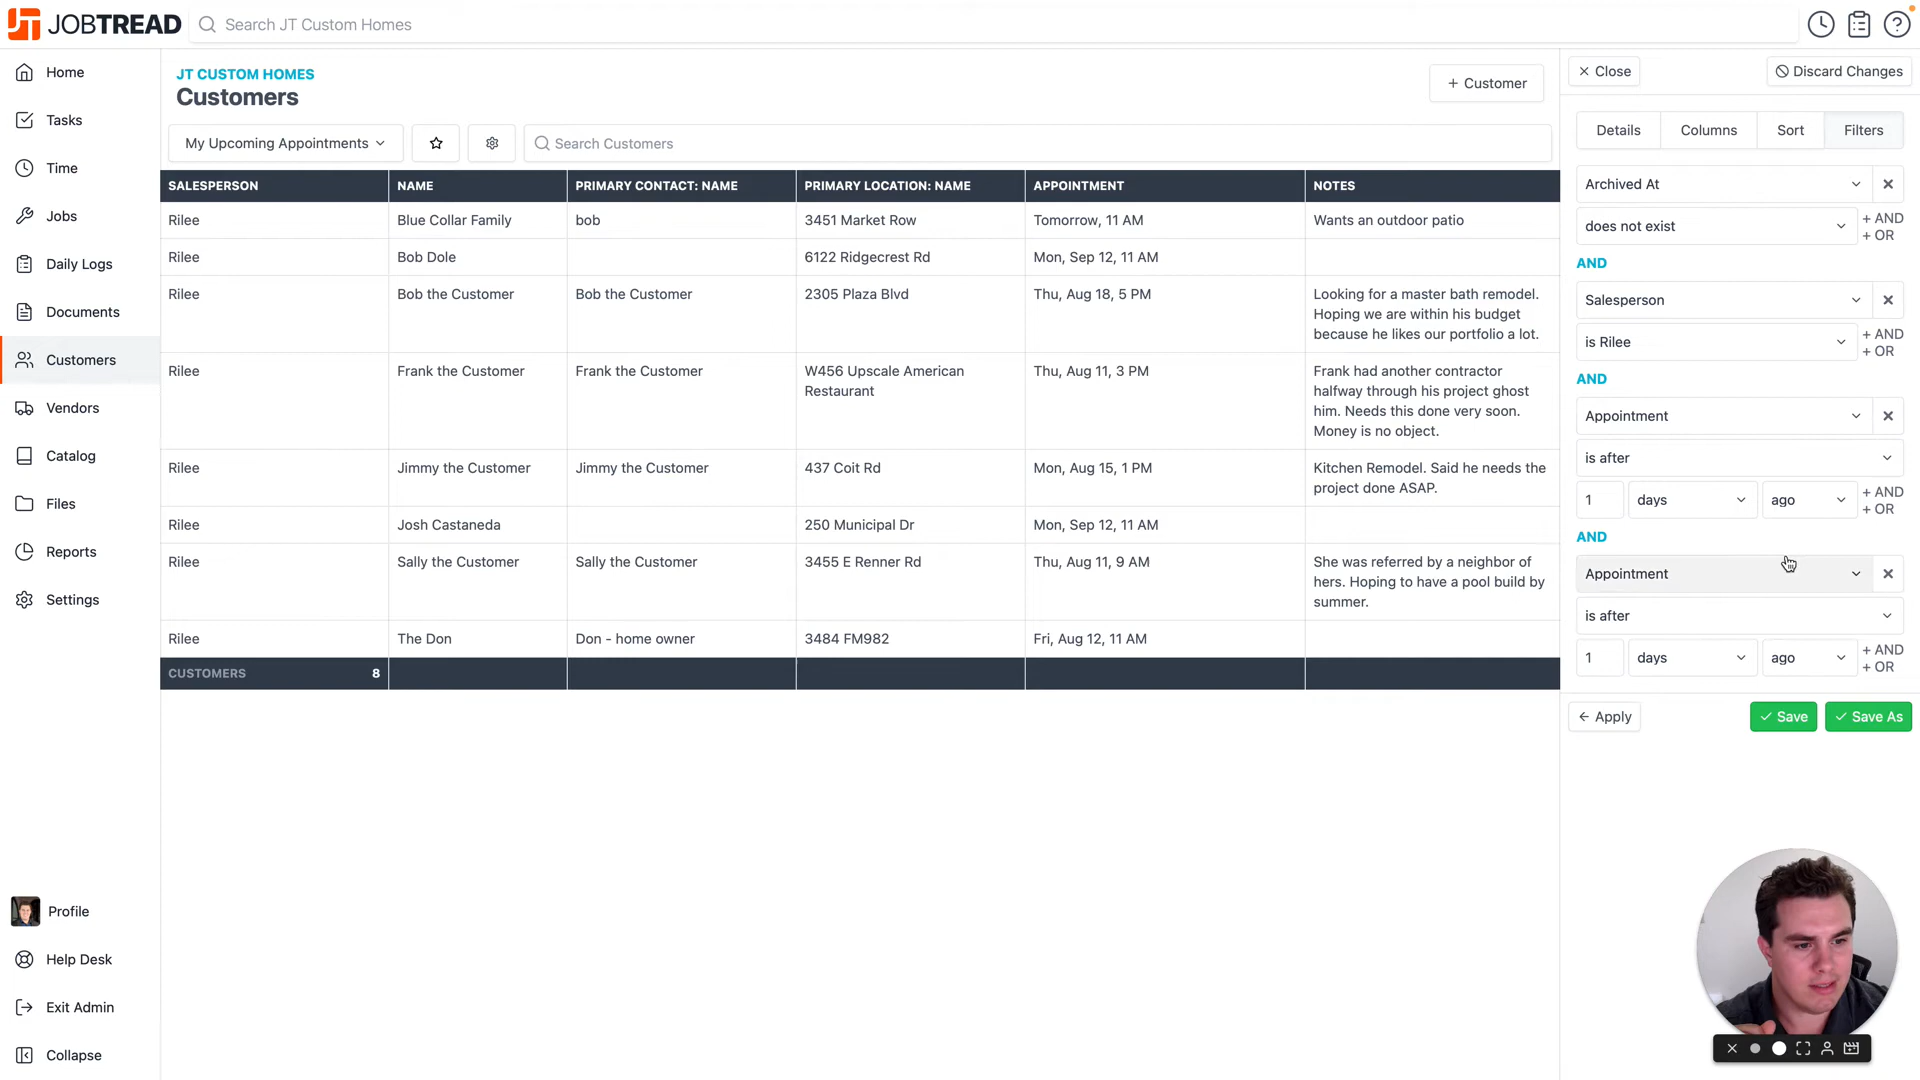 JOBTREAD
Search JT Custom Homes
Home
Tasks
Time
Jobs
Daily Logs
Documents
Customers
Vendors
Catalog
Files
Reports
Settings
Profile
Help Desk
Exit Admin
Collapse
JT CUSTOM HOMES
Customers
+ Customer
My Upcoming Appointments
Search Customers
SALESPERSON NAME PRIMARY CONTACT: NAME PRIMARY LOCATION: NAME APPOINTMENT NOTES
Rilee Blue Collar Family bob 3451 Market Row Tomorrow, 11 AM Wants an outdoor patio
Rilee Bob Dole 6122 Ridgecrest Rd Mon, Sep 12, 11 AM
Rilee Bob the Customer Bob the Customer 2305 Plaza Blvd Thu, Aug 18, 5 PM Looking for a master bath remodel.
Hoping we are within his budget
because he likes our portfolio a lot.
Rilee Frank the Customer Frank the Customer W456 Upscale American Thu, Aug 11, 3 PM Frank had another contractor
Restaurant halfway through his project ghost
him. Needs this done very soon.
Money is no object.
Rilee Jimmy the Customer Jimmy the Customer 437 Coit Rd Mon, Aug 15, 1 PM Kitchen Remodel. Said he needs the
project done ASAP.
Rilee Josh Castaneda 250 Municipal Dr Mon, Sep 12, 11 AM
Rilee Sally the Customer Sally the Customer 3455 E Renner Rd Thu, Aug 11, 9 AM She was referred by a neighbor of
hers. Hoping to have a pool build by
summer.
Rilee The Don Don - home owner 3484 FM982 Fri, Aug 12, 11 AM
CUSTOMERS 8
Close Discard Changes
Details Columns Sort Filters
Archived At
does not exist + AND
+ OR
AND
Salesperson
is Rilee + AND
+ OR
AND
Appointment
is after
1 days ago + AND
+ OR
AND
Appointment
is after
1 days ago + AND
+ OR
Apply Save Save As